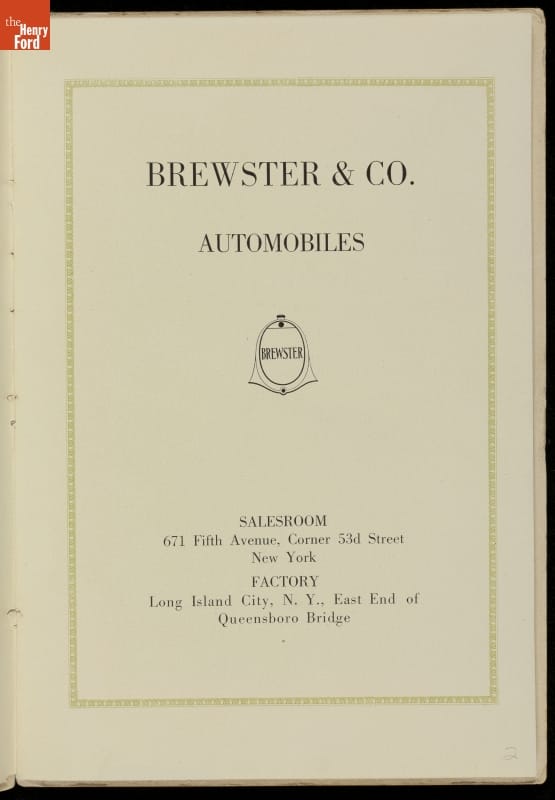 the
Henry
Ford
BREWSTER & CO.
AUTOMOBILES
BREWSTER
SALESROOM
671 Fifth Avenue, Corner 53d Street
New York
FACTORY
Long Island City, N. Y., East End of
Queensboro Bridge
2